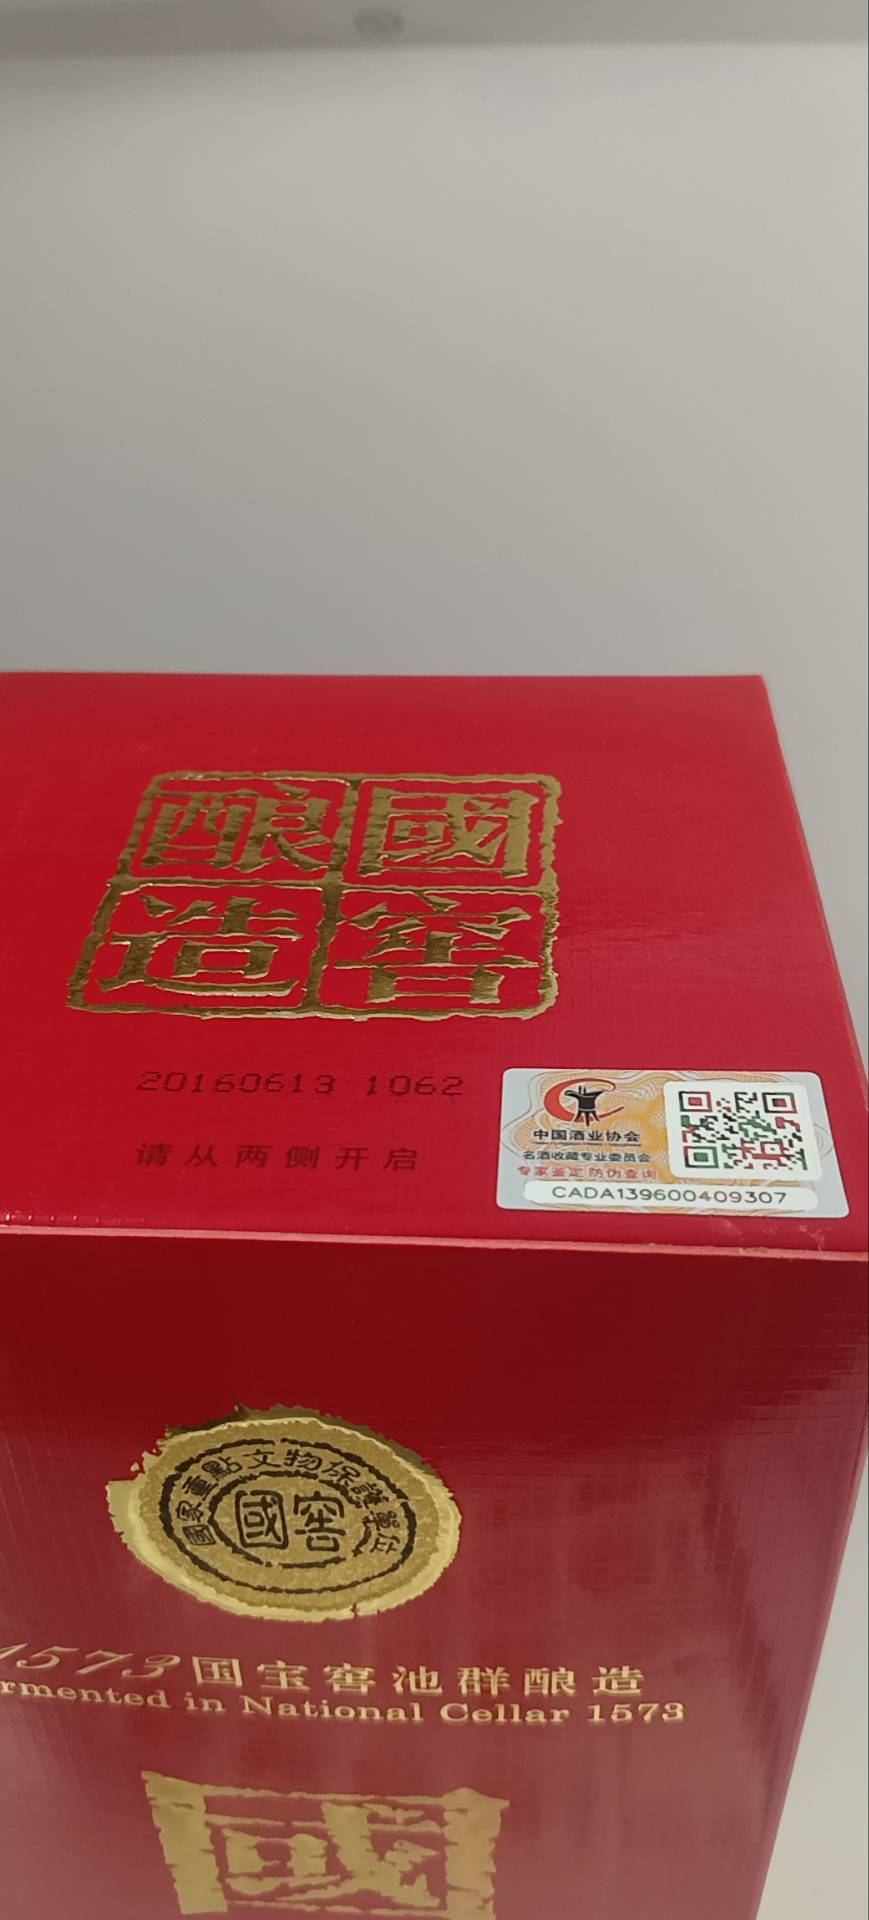 國窖
酿造
20160613 1062
请从两侧开启
中国酒业协会
名酒收藏专业委员会
专家鉴定 防伪查询
CADA139600409307
國家重點文物保護單位
國窖
1573国宝窖池群酿造
rmented in National Cellar 1573
國